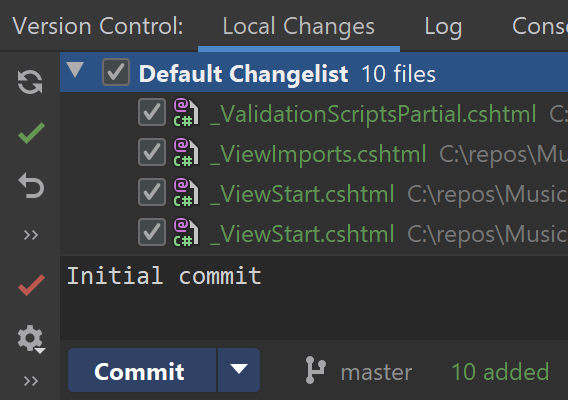 Version Control: Local Changes Log
Default Changelist 10 files
@ C# _ValidationScriptsPartial.cshtml C:
@ C# _ViewImports.cshtml C:\repos\Mu
@ C# _ViewStart.cshtml C:\repos\Music
@ C# _ViewStart.cshtml C:\repos\Music
Initial commit
Commit master 10 added